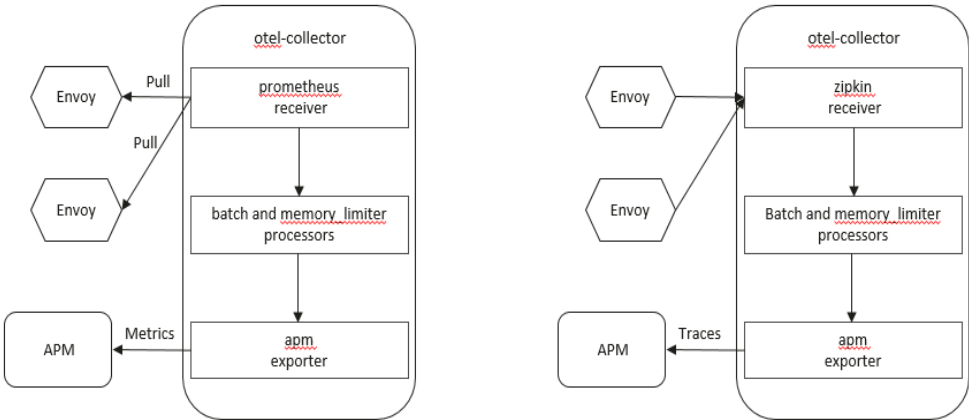 otel-collector
Pull
Envoy
prometheus
receiver
Pull
Envoy
batch and memory_limiter
processors
Metrics
APM
apm
exporter
otel-collector
Envoy
zipkin
receiver
Envoy
Batch and memory_limiter
processors
Traces
APM
apm
exporter